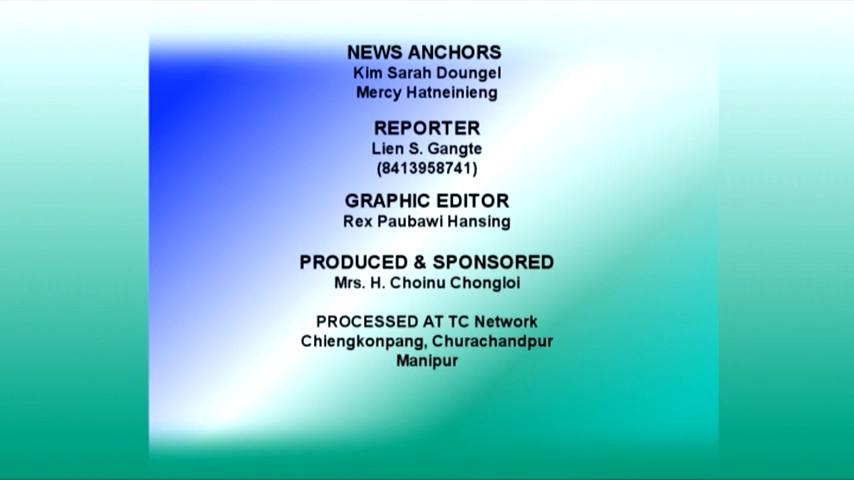 NEWS ANCHORS
Kim Sarah Doungel
Mercy Hatneinieng
REPORTER
Lien S. Gangte
(8413958741)
GRAPHIC EDITOR
Rex Paubawi Hansing
PRODUCED & SPONSORED
Mrs. H. Choinu Chongloi
PROCESSED AT TC Network
Chiengkonpang, Churachandpur
Manipur